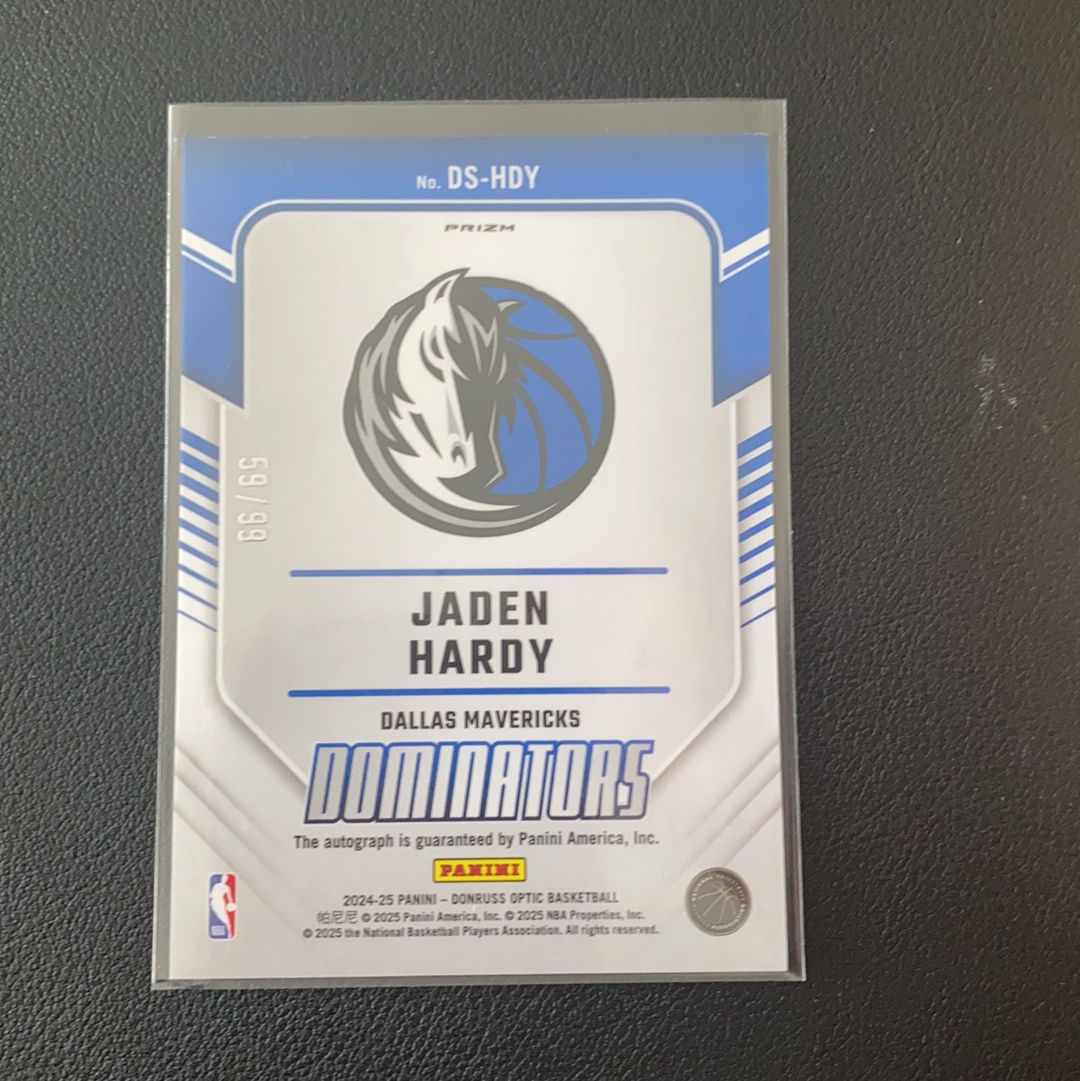 No. DS-HDY
PRIZM
59/99
JADEN
HARDY
DALLAS MAVERICKS
DOMINATORS
The autograph is guaranteed by Panini America, Inc.
PANINI
2024-25 PANINI – DONRUSS OPTIC BASKETBALL
帕尼尼 © 2025 Panini America, Inc. © 2025 NBA Properties, Inc.
© 2025 the National Basketball Players Association. All rights reserved.
NBA